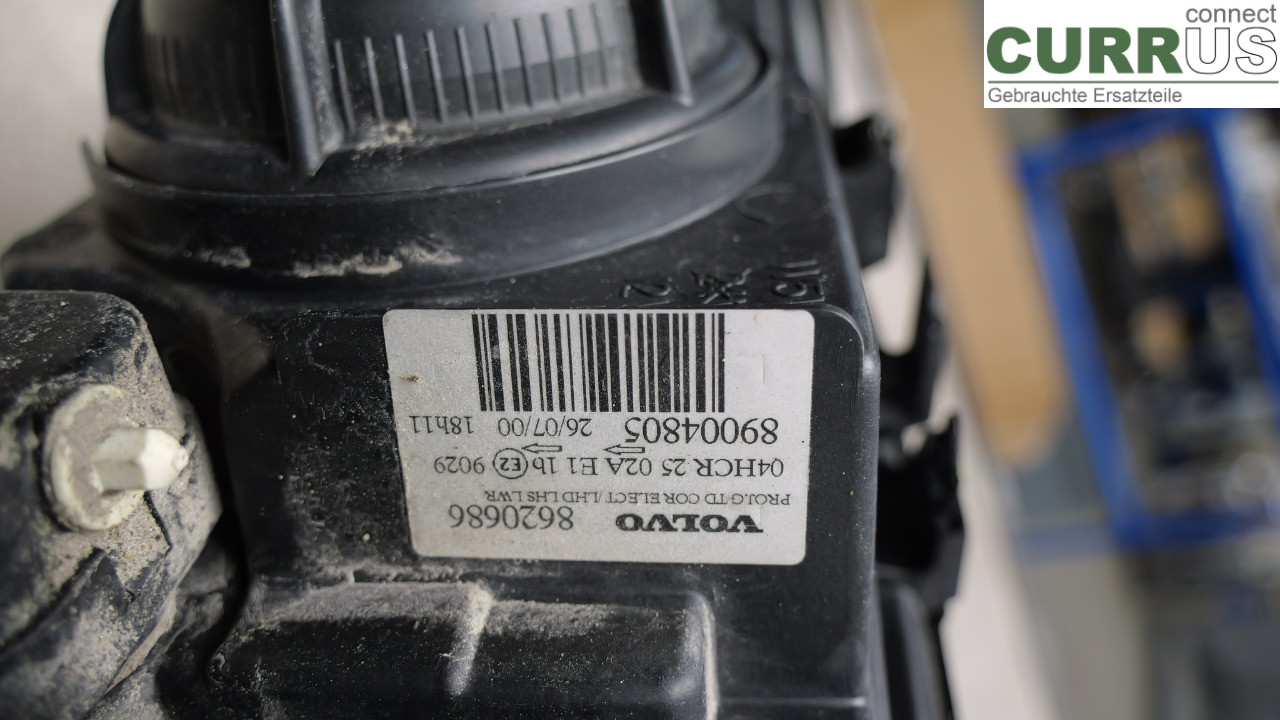 connect
CURRUS
Gebrauchte Ersatzteile
VOLVO 8620686
PROJ.G TD COR ELECT /LHD LHS LWR
04HCR 25 02A E1 1b E2 9029
89004805 26/07/00 18h11